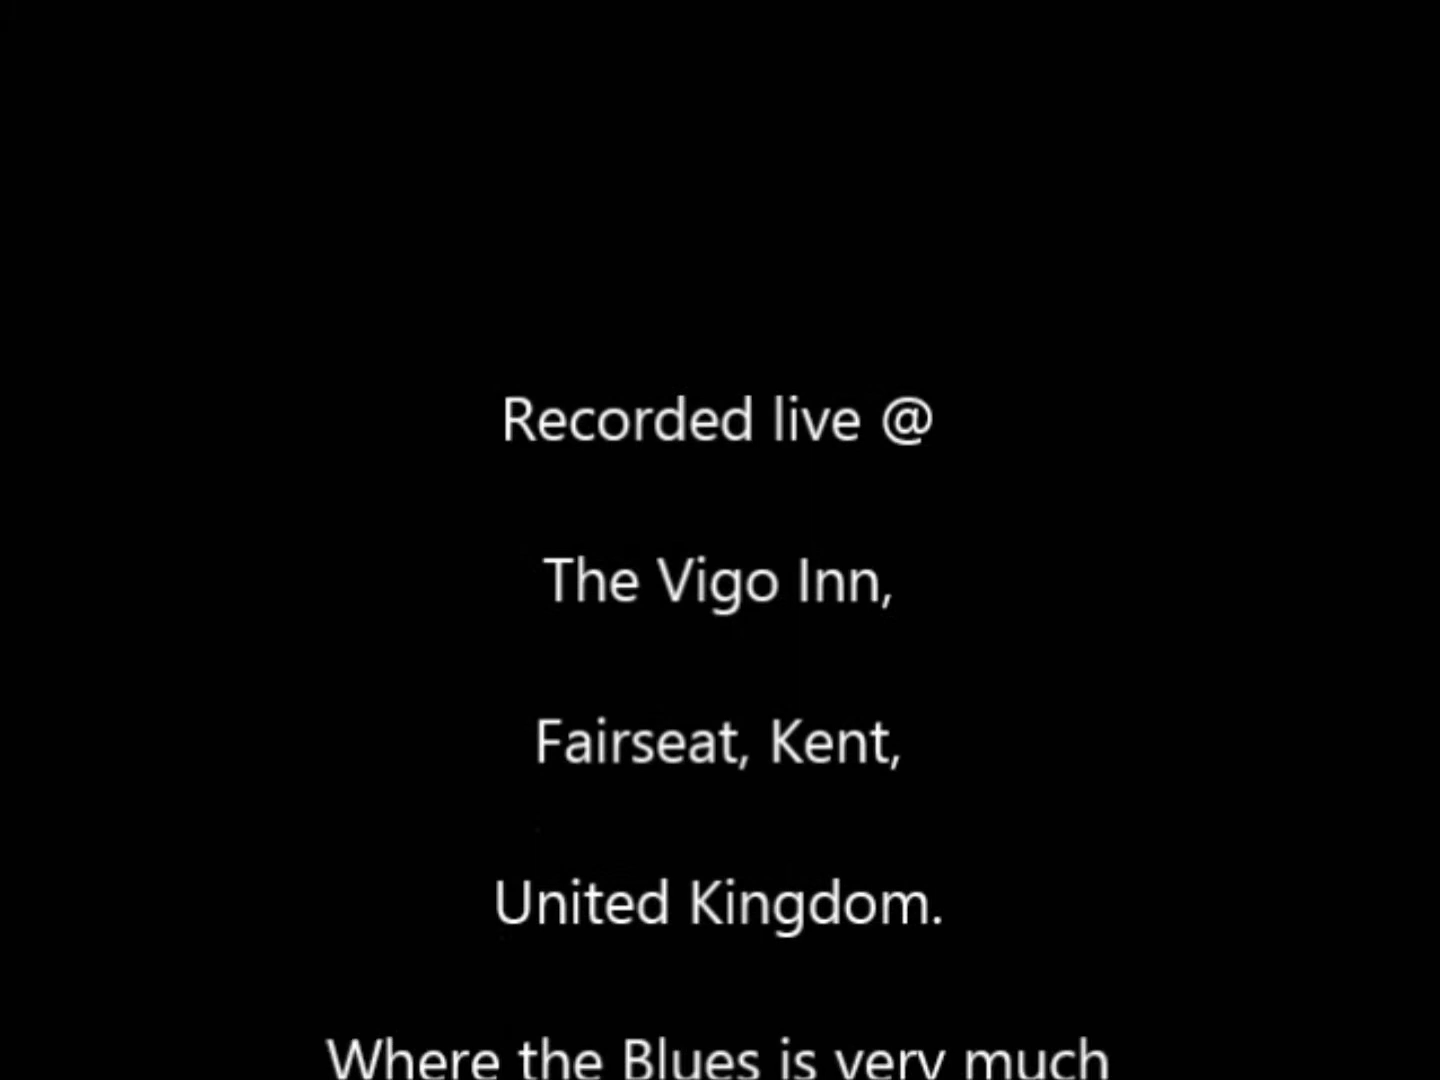 Recorded live @
The Vigo Inn,
Fairseat, Kent,
United Kingdom.
Where the Blues is very much